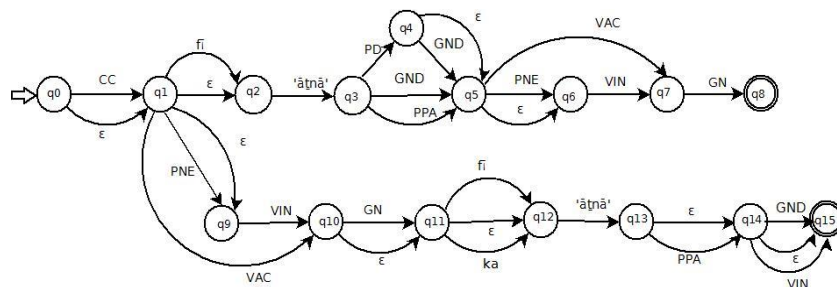 fī q4 ε VAC
PD GND
q0 CC q1 ε q2 'āṯnā' q3 GND q5 PNE q6 VIN q7 GN q8
ε PPA ε
PNE ε fī
q9 VIN q10 GN q11 ε q12 'āṯnā' q13 ε q14 GND q15
VAC ε ka PPA ε
VIN